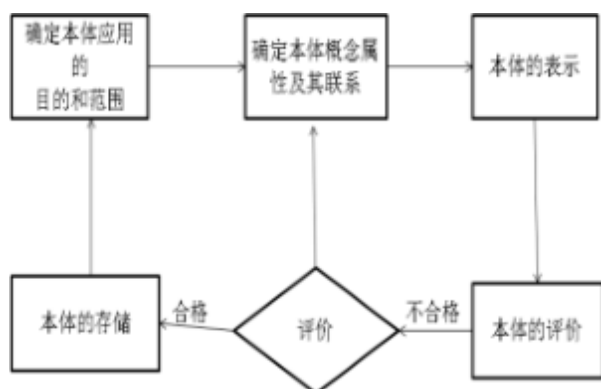 确定本体应用
的
目的和范围
确定本体概念属
性及其联系
本体的表示
本体的存储
合格
评价
不合格
本体的评价